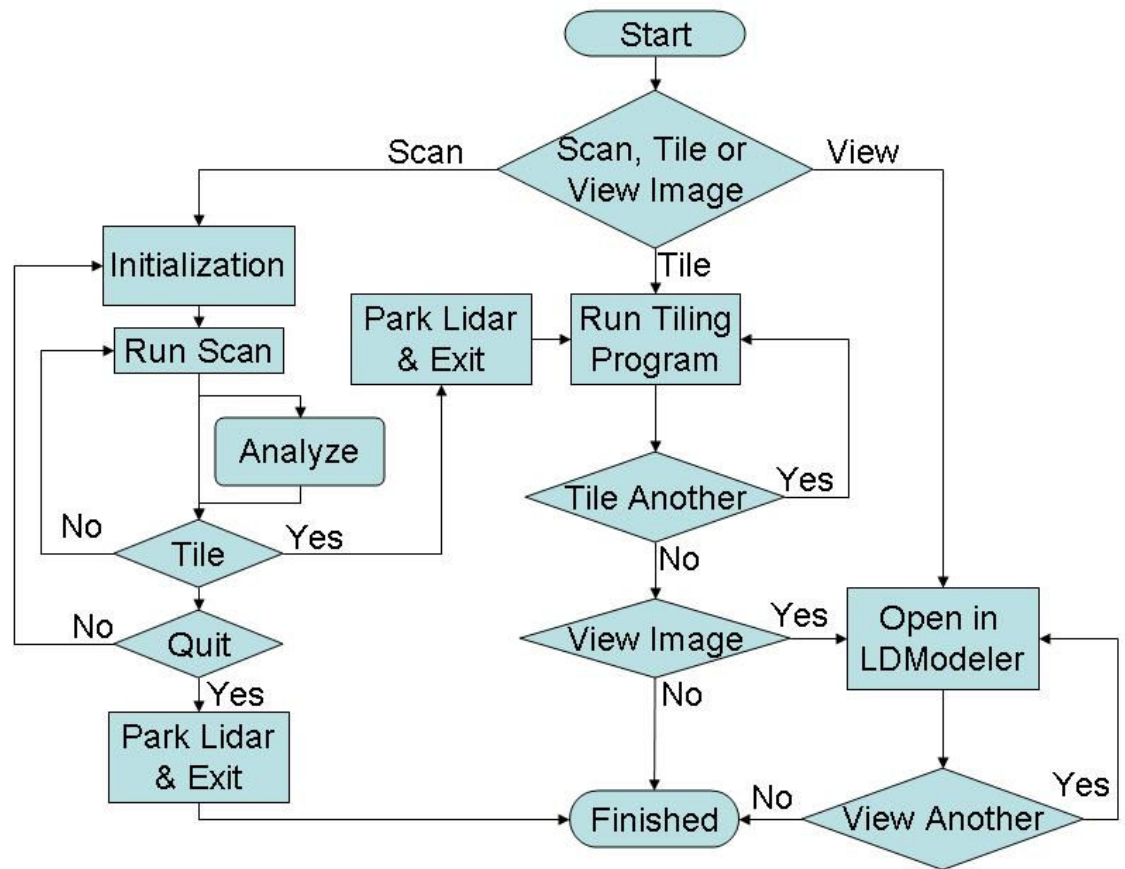 Start
Scan
Scan, Tile or
View Image
View
Tile
Initialization
Run Scan
Park Lidar
& Exit
Run Tiling
Program
Analyze
Tile Another
Yes
No
Tile
Yes
No
No
Quit
Yes
View Image
Yes
No
Open in
LDModeler
Park Lidar
& Exit
Finished
No
View Another
Yes